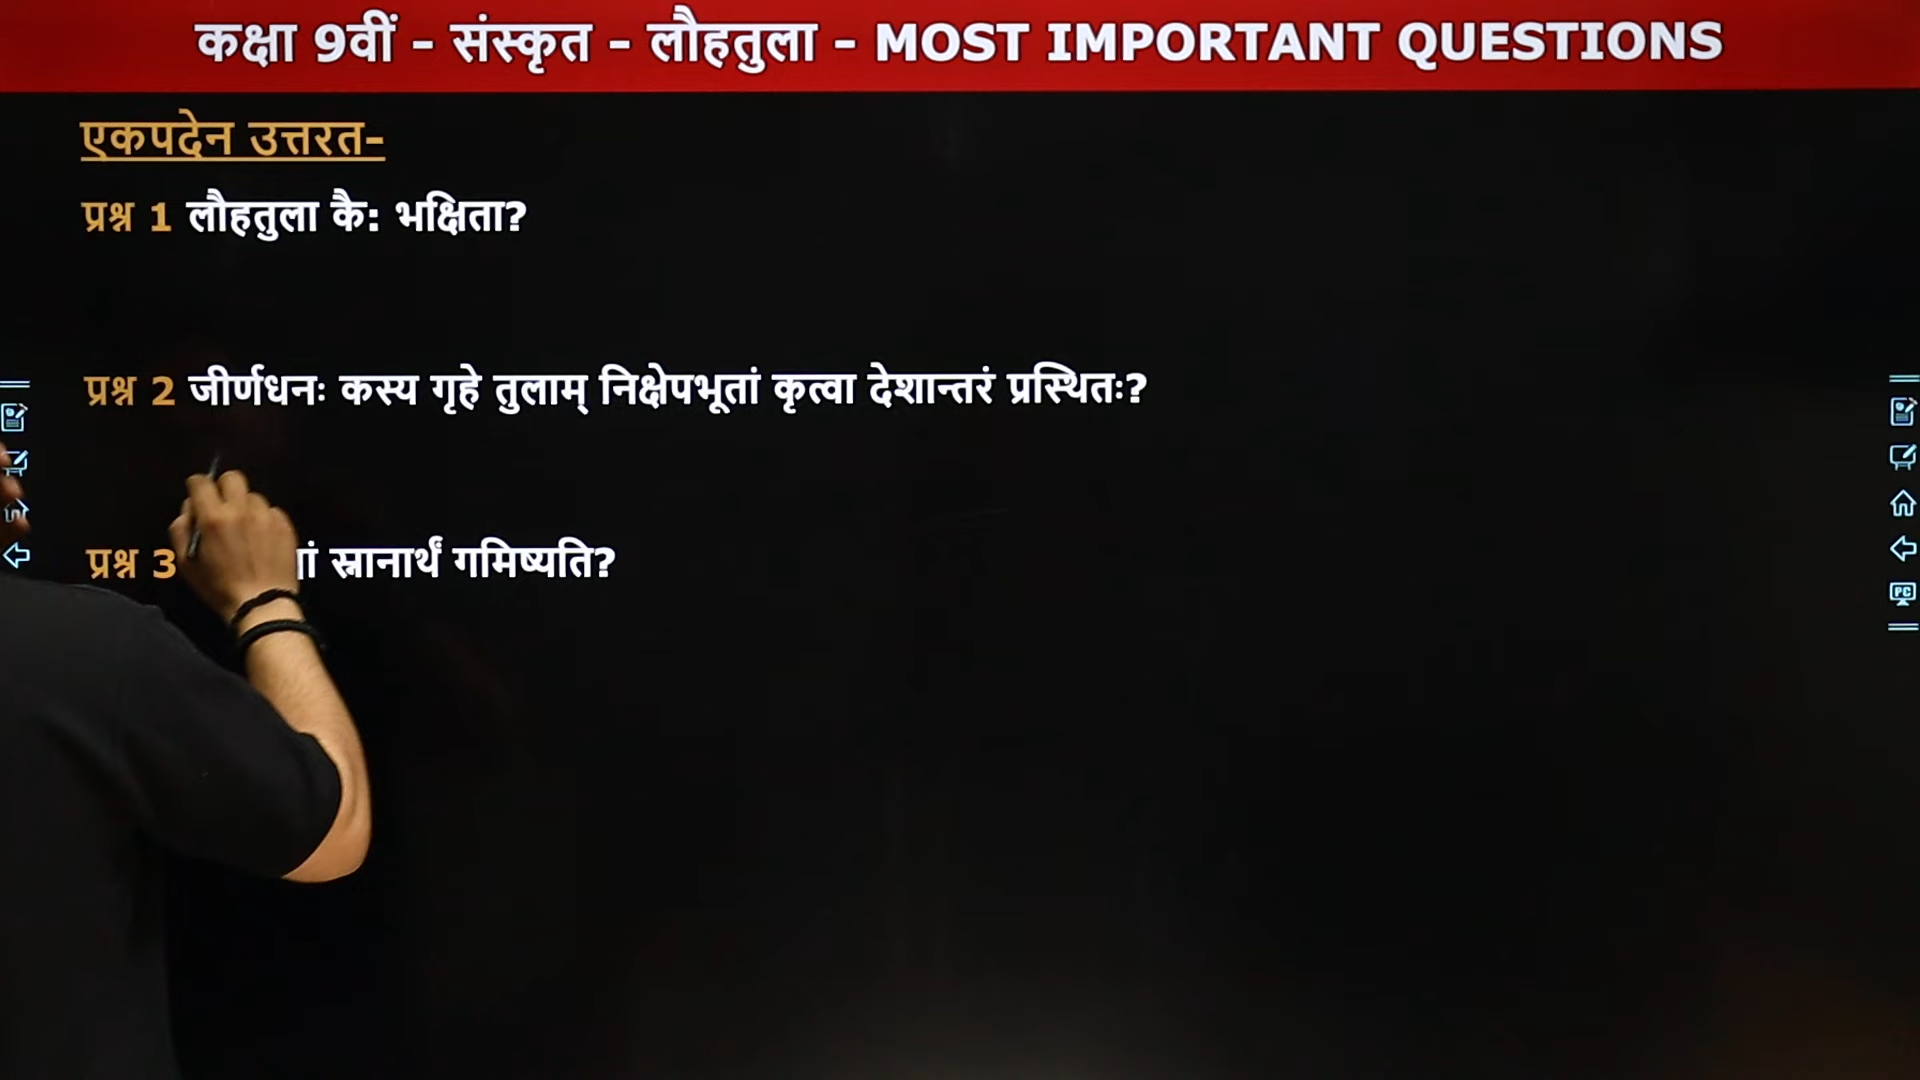 कक्षा 9वीं - संस्कृत - लौहतुला - MOST IMPORTANT QUESTIONS
एकपदेन उत्तरत-
प्रश्न 1 लौहतुला कै: भक्षिता?
प्रश्न 2 जीर्णधनः कस्य गृहे तुलाम् निक्षेपभूतां कृत्वा देशान्तरं प्रस्थितः?
प्रश्न 3 स्नानार्थं गमिष्यति?
PC